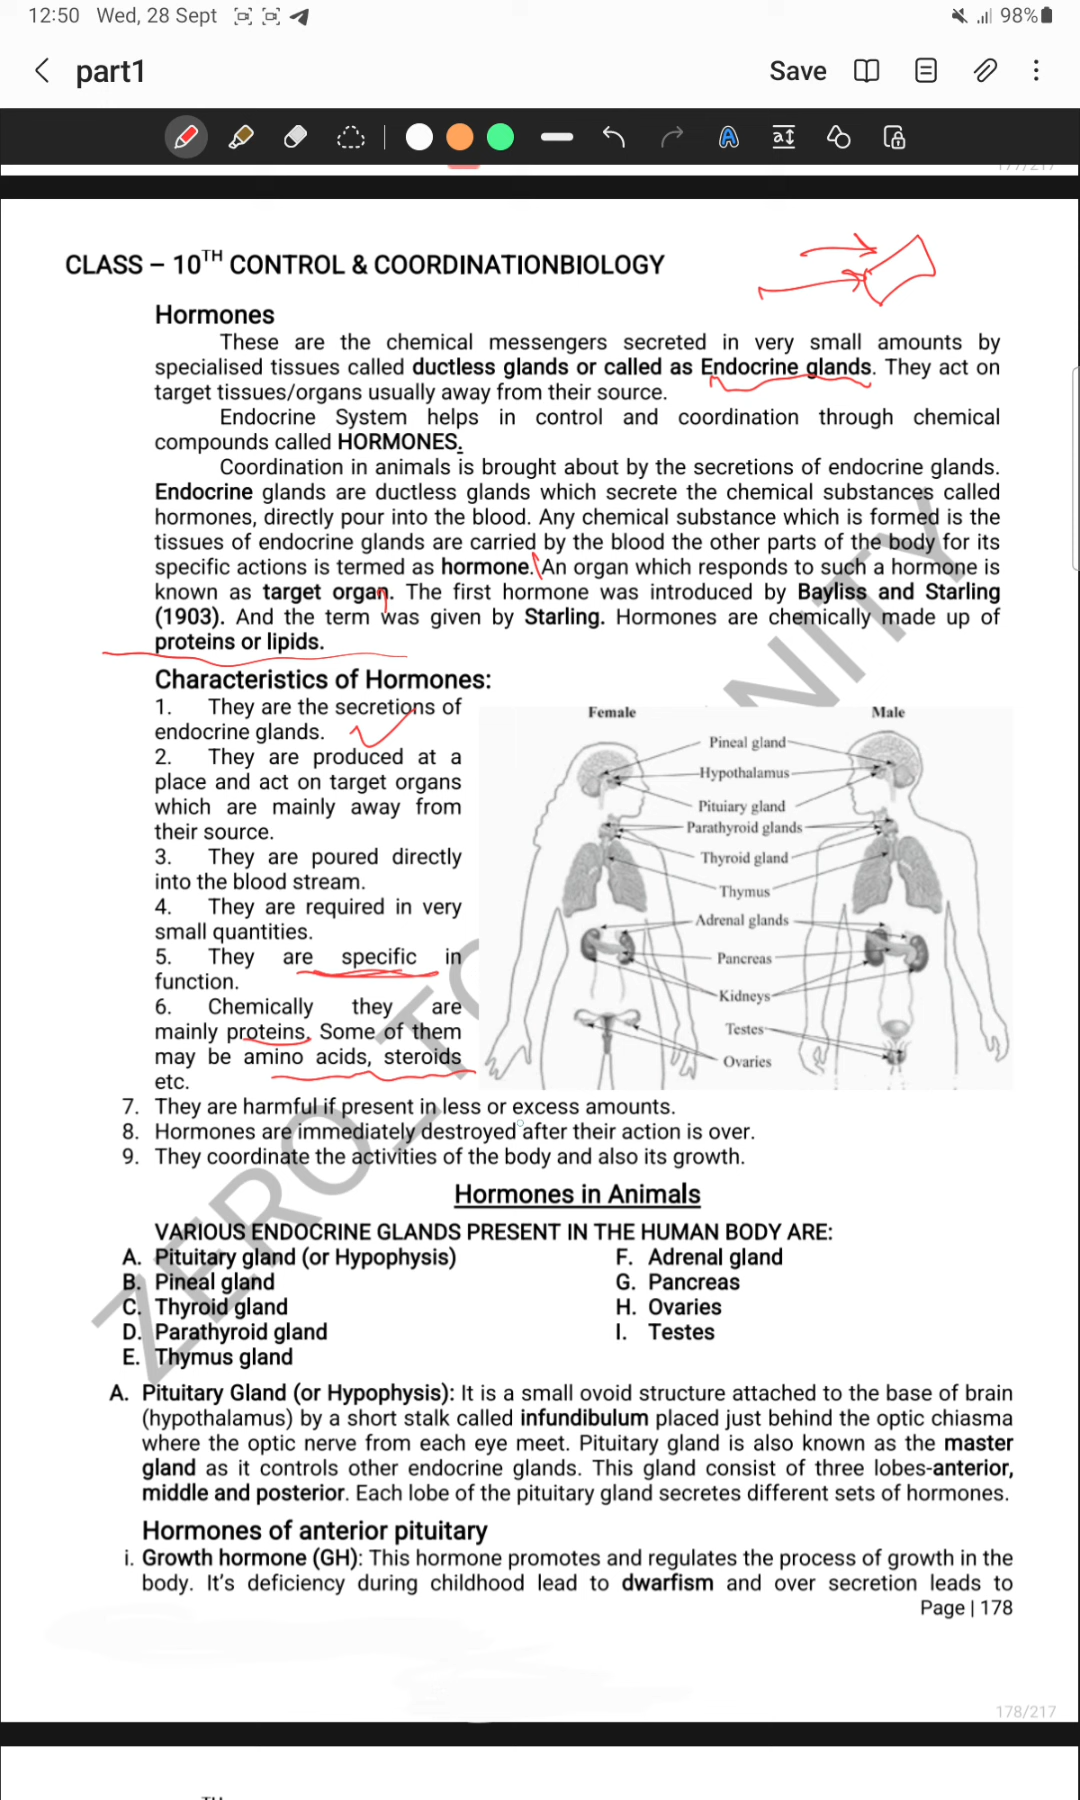 12:50 Wed, 28 Sept 98%
part1 Save
177/217
CLASS – 10TH CONTROL & COORDINATIONBIOLOGY
Hormones
These are the chemical messengers secreted in very small amounts by
specialised tissues called ductless glands or called as Endocrine glands. They act on
target tissues/organs usually away from their source.
Endocrine System helps in control and coordination through chemical
compounds called HORMONES.
Coordination in animals is brought about by the secretions of endocrine glands.
Endocrine glands are ductless glands which secrete the chemical substances called
hormones, directly pour into the blood. Any chemical substance which is formed is the
tissues of endocrine glands are carried by the blood the other parts of the body for its
specific actions is termed as hormone. An organ which responds to such a hormone is
known as target organ. The first hormone was introduced by Bayliss and Starling
(1903). And the term was given by Starling. Hormones are chemically made up of
proteins or lipids.
Characteristics of Hormones:
1. They are the secretions of
endocrine glands.
2. They are produced at a
place and act on target organs
which are mainly away from
their source.
3. They are poured directly
into the blood stream.
4. They are required in very
small quantities.
5. They are specific in
function.
6. Chemically they are
mainly proteins. Some of them
may be amino acids, steroids
etc.
Female Male
Pineal gland
Hypothalamus
Pituiary gland
Parathyroid glands
Thyroid gland
Thymus
Adrenal glands
Pancreas
Kidneys
Testes
Ovaries
7. They are harmful if present in less or excess amounts.
8. Hormones are immediately destroyed after their action is over.
9. They coordinate the activities of the body and also its growth.
Hormones in Animals
VARIOUS ENDOCRINE GLANDS PRESENT IN THE HUMAN BODY ARE:
A. Pituitary gland (or Hypophysis)
B. Pineal gland
C. Thyroid gland
D. Parathyroid gland
E. Thymus gland
F. Adrenal gland
G. Pancreas
H. Ovaries
I. Testes
A. Pituitary Gland (or Hypophysis): It is a small ovoid structure attached to the base of brain
(hypothalamus) by a short stalk called infundibulum placed just behind the optic chiasma
where the optic nerve from each eye meet. Pituitary gland is also known as the master
gland as it controls other endocrine glands. This gland consist of three lobes-anterior,
middle and posterior. Each lobe of the pituitary gland secretes different sets of hormones.
Hormones of anterior pituitary
i. Growth hormone (GH): This hormone promotes and regulates the process of growth in the
body. It's deficiency during childhood lead to dwarfism and over secretion leads to
Page | 178
178/217